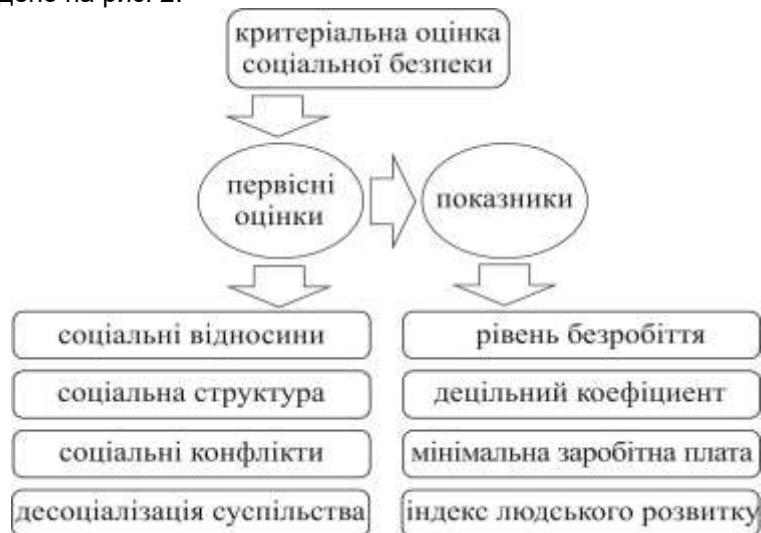 критеріальна оцінка
соціальної безпеки
первісні
оцінки
показники
соціальні відносини
соціальна структура
соціальні конфлікти
десоціалізація суспільства
рівень безробіття
децільний коефіциент
мінімальна заробітна плата
індекс людського розвитку